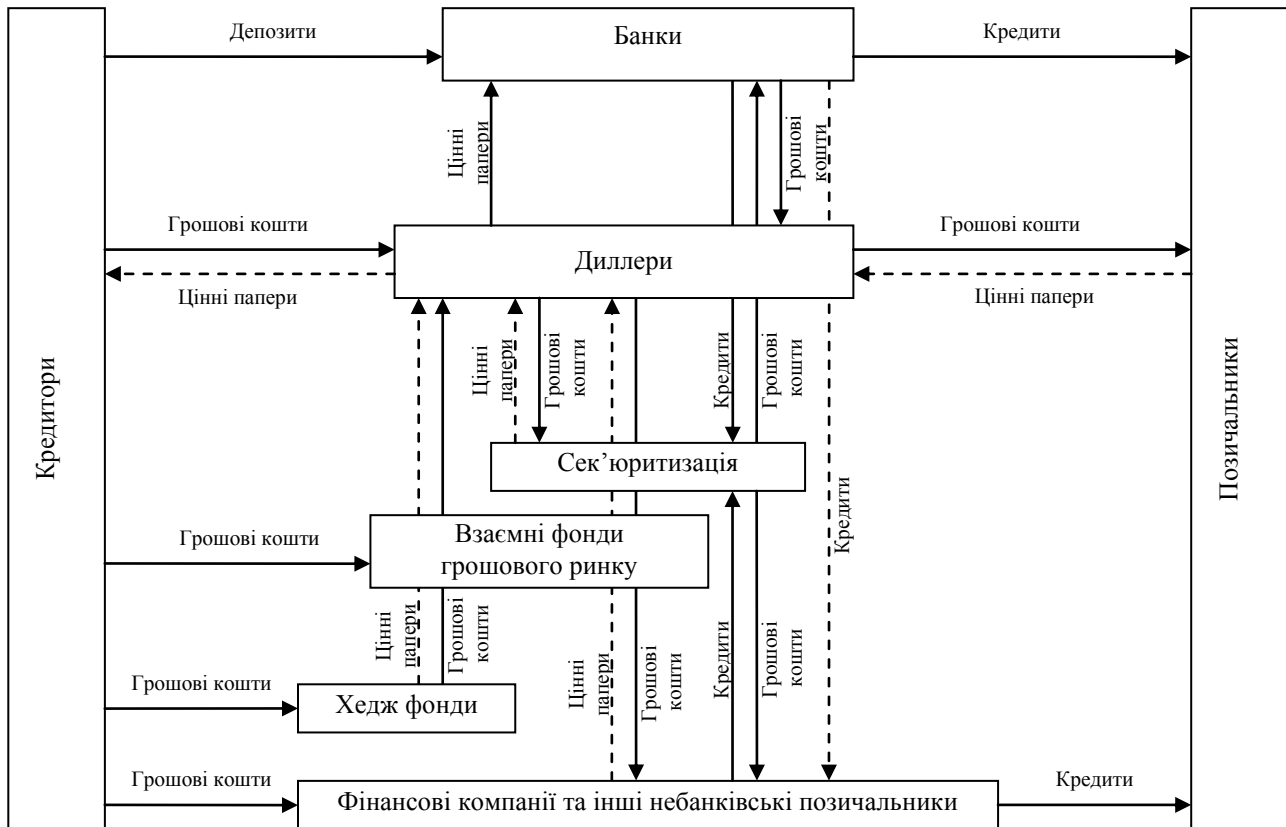 Депозити
Банки
Кредити
Цінні
папери
Грошові
кошти
Грошові кошти
Диллери
Грошові кошти
Цінні папери
Цінні папери
Кредитори
Позичальники
Цінні
папери
Грошові
кошти
Кредити
Грошові
кошти
Сек’юритизація
Кредити
Грошові кошти
Взаємні фонди
грошового ринку
Цінні
папери
Грошові
кошти
Цінні
папери
Грошові
кошти
Кредити
Грошові
кошти
Грошові кошти
Хедж фонди
Грошові кошти
Фінансові компанії та інші небанківські позичальники
Кредити